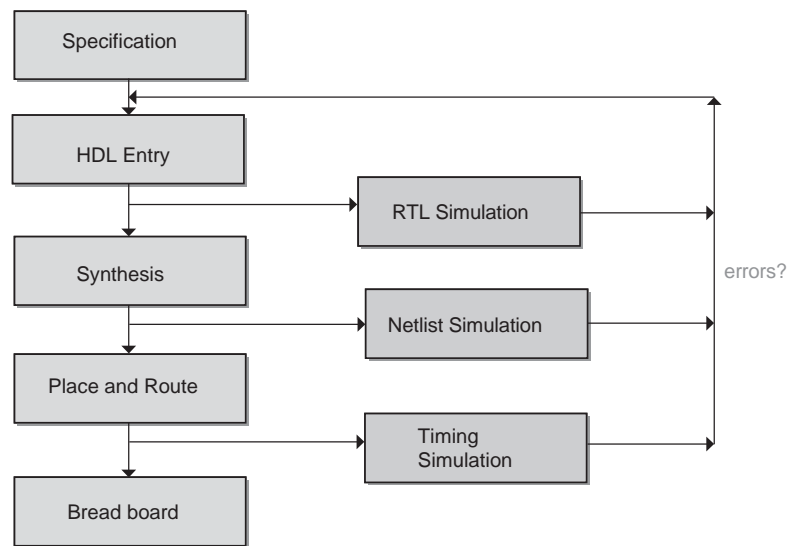 Specification
HDL Entry
RTL Simulation
Synthesis
errors?
Netlist Simulation
Place and Route
Timing
Simulation
Bread board